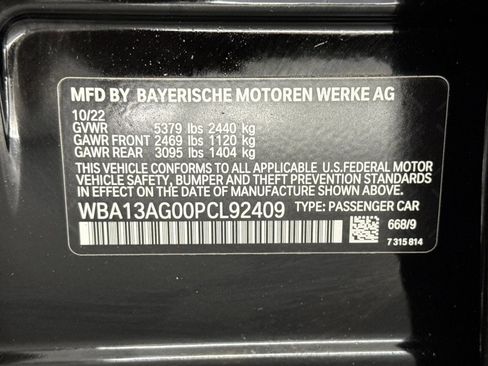 MFD BY BAYERISCHE MOTOREN WERKE AG
10/22
GVWR 5379 lbs 2440 kg
GAWR FRONT 2469 lbs 1120 kg
GAWR REAR 3095 lbs 1404 kg
THIS VEHICLE CONFORMS TO ALL APPLICABLE U.S.FEDERAL MOTOR
VEHICLE SAFETY, BUMPER AND THEFT PREVENTION STANDARDS
IN EFFECT ON THE DATE OF MANUFACTURE SHOWN ABOVE.
WBA13AG00PCL92409 TYPE: PASSENGER CAR
668/9
7 315 814